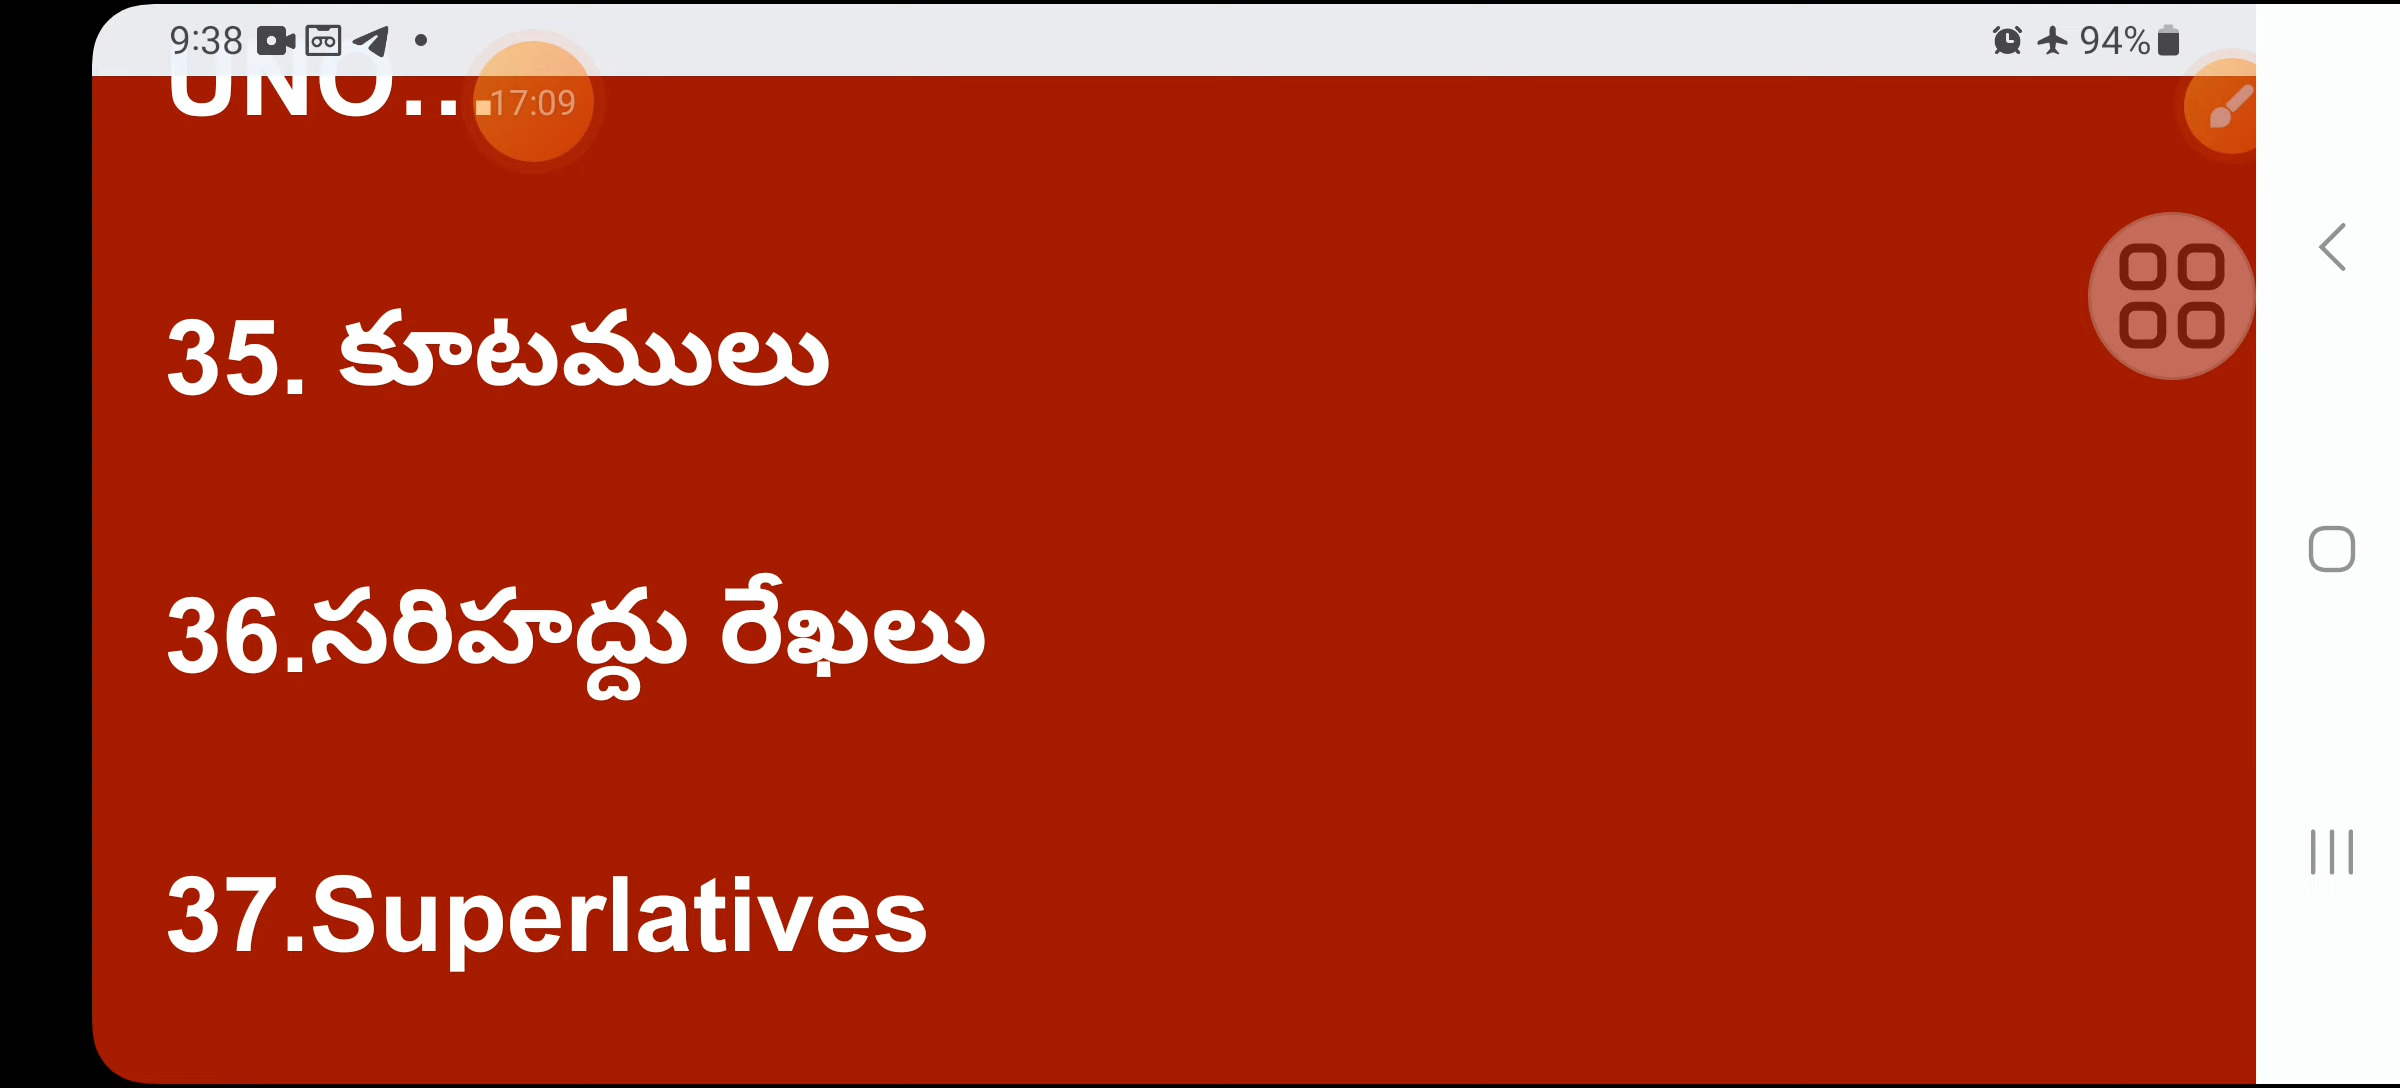 9:38 94%
UNO...
17:09
35. కూటములు
36.సరిహద్దు రేఖలు
37.Superlatives